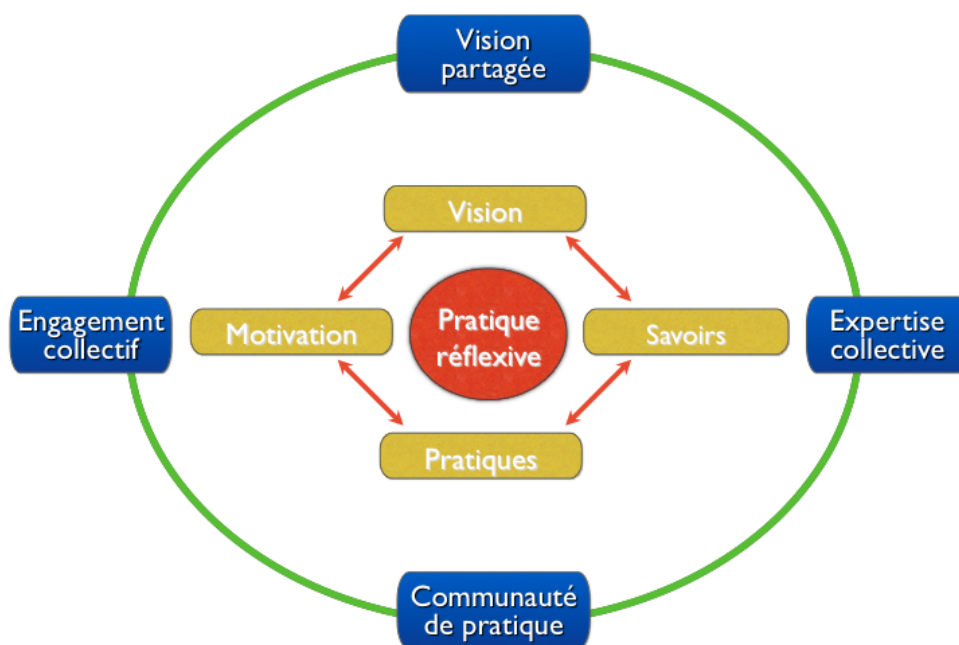 Vision
partagée
Vision
Engagement
collectif
Motivation
Pratique
réflexive
Savoirs
Expertise
collective
Pratiques
Communauté
de pratique